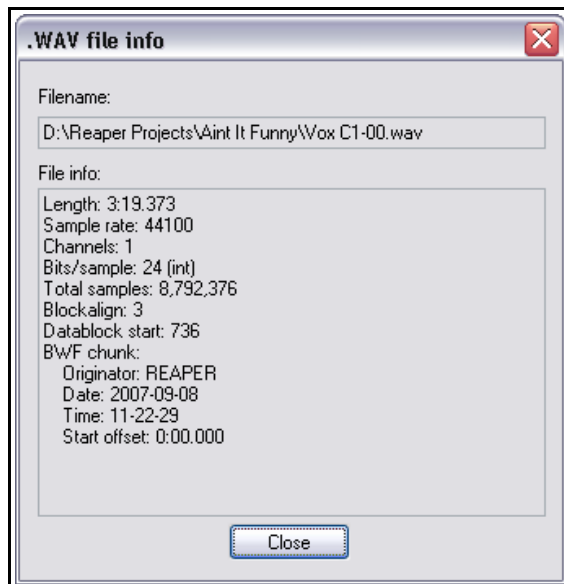 .WAV file info
Filename:
D:\Reaper Projects\Aint It Funny\Vox C1-00.wav
File info:
Length: 3:19.373
Sample rate: 44100
Channels: 1
Bits/sample: 24 (int)
Total samples: 8,792,376
Blockalign: 3
Datablock start: 736
BWF chunk:
Originator: REAPER
Date: 2007-09-08
Time: 11-22-29
Start offset: 0:00.000
Close